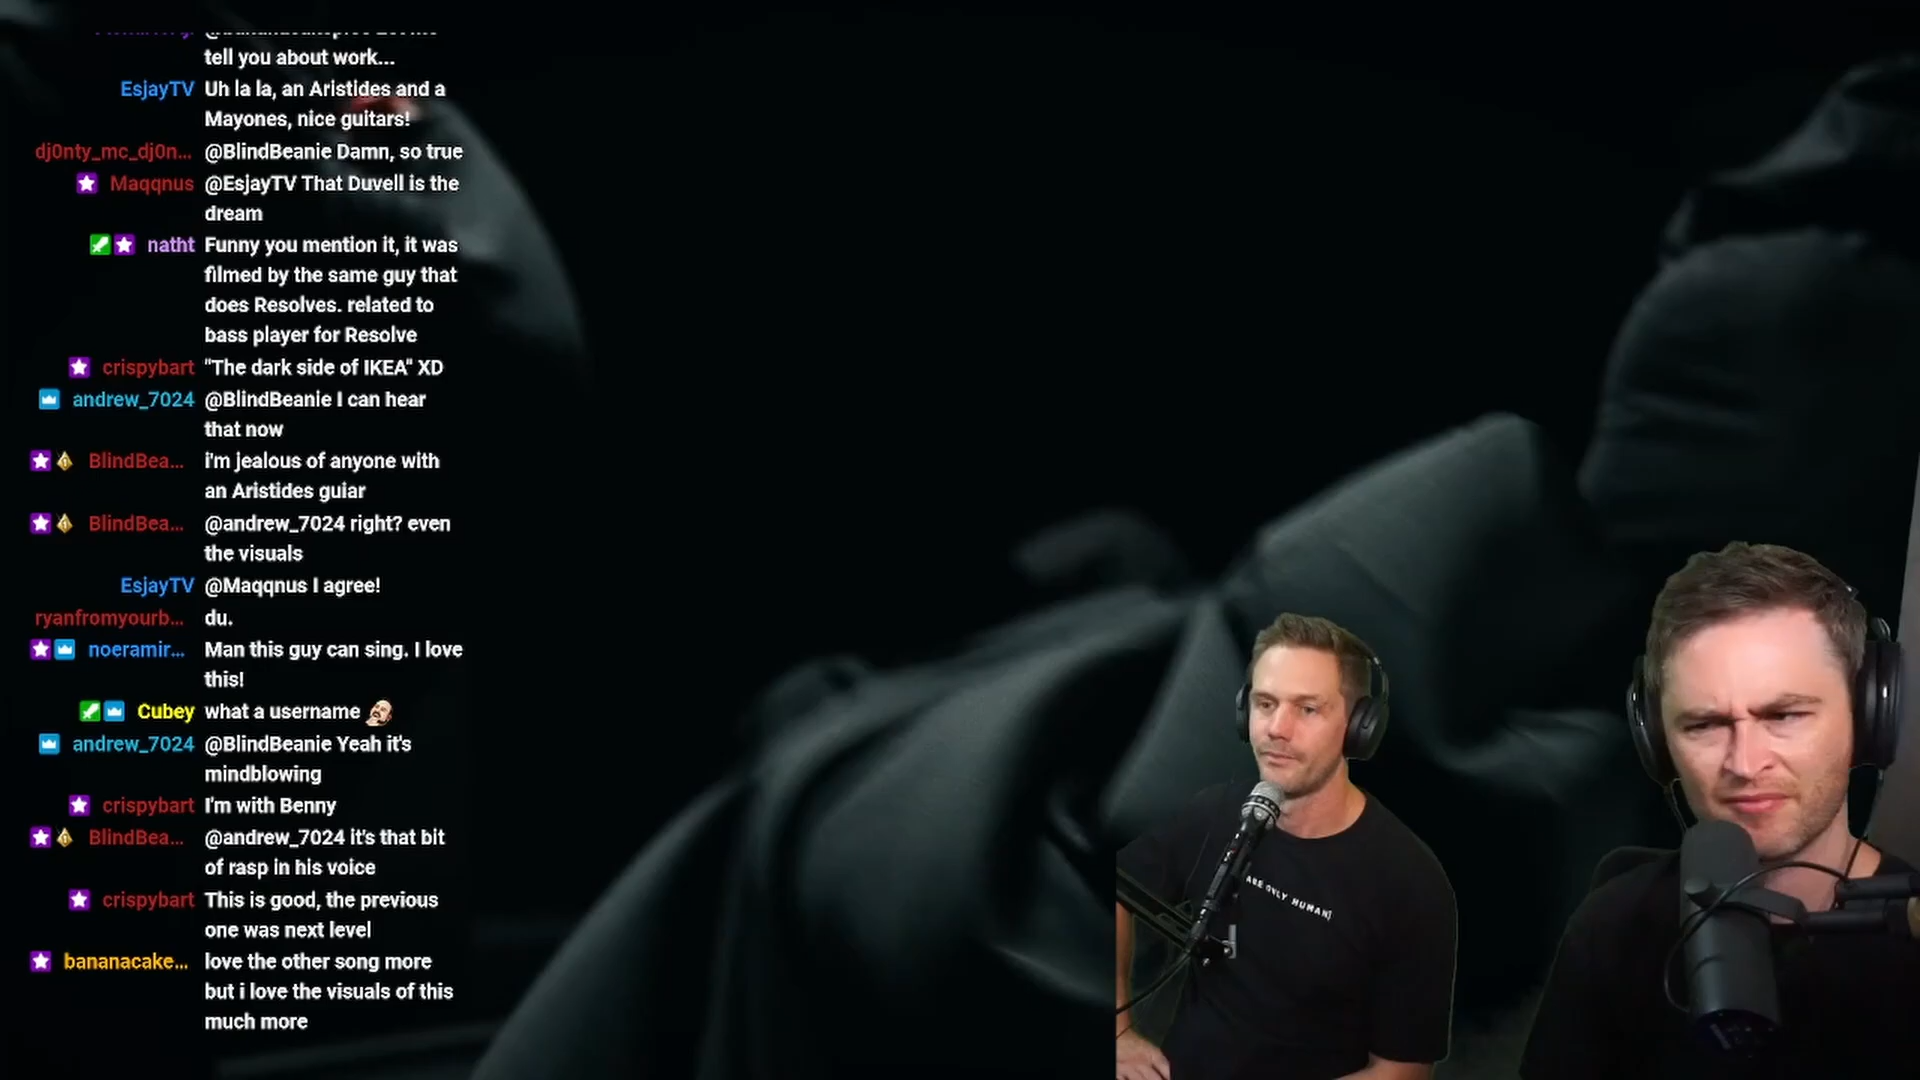 tell you about work...
EsjayTV Uh la la, an Aristides and a
Mayones, nice guitars!
dj0nty_mc_dj0n... @BlindBeanie Damn, so true
Maqqnus @EsjayTV That Duvell is the
dream
natht Funny you mention it, it was
filmed by the same guy that
does Resolves. related to
bass player for Resolve
crispybart "The dark side of IKEA" XD
andrew_7024 @BlindBeanie I can hear
that now
BlindBea... i'm jealous of anyone with
an Aristides guiar
BlindBea... @andrew_7024 right? even
the visuals
EsjayTV @Maqqnus I agree!
ryanfromyourb... du.
noeramir... Man this guy can sing. I love
this!
Cubey what a username
andrew_7024 @BlindBeanie Yeah it's
mindblowing
crispybart I'm with Benny
BlindBea... @andrew_7024 it's that bit
of rasp in his voice
crispybart This is good, the previous
one was next level
bananacake... love the other song more
but i love the visuals of this
much more
ARE ONLY HUMAN